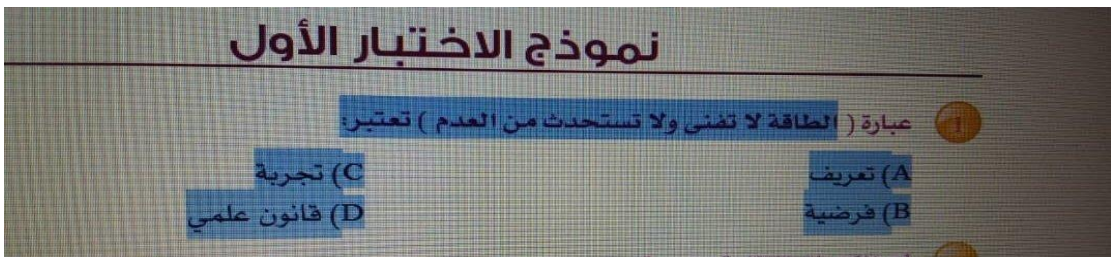 نموذج الاختبار الأول
1 عبارة ( الطاقة لا تفنى ولا تستحدث من العدم ) تعتبر:
A) تعريف C) تجربة
B) فرضية D) قانون علمي